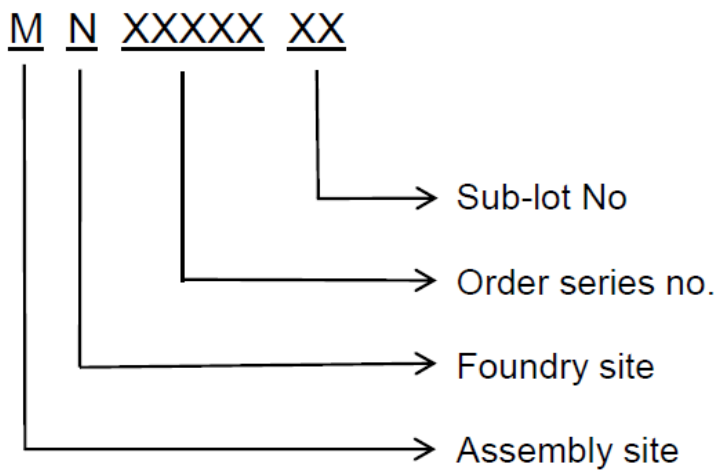 M N XXXXX XX
Sub-lot No
Order series no.
Foundry site
Assembly site